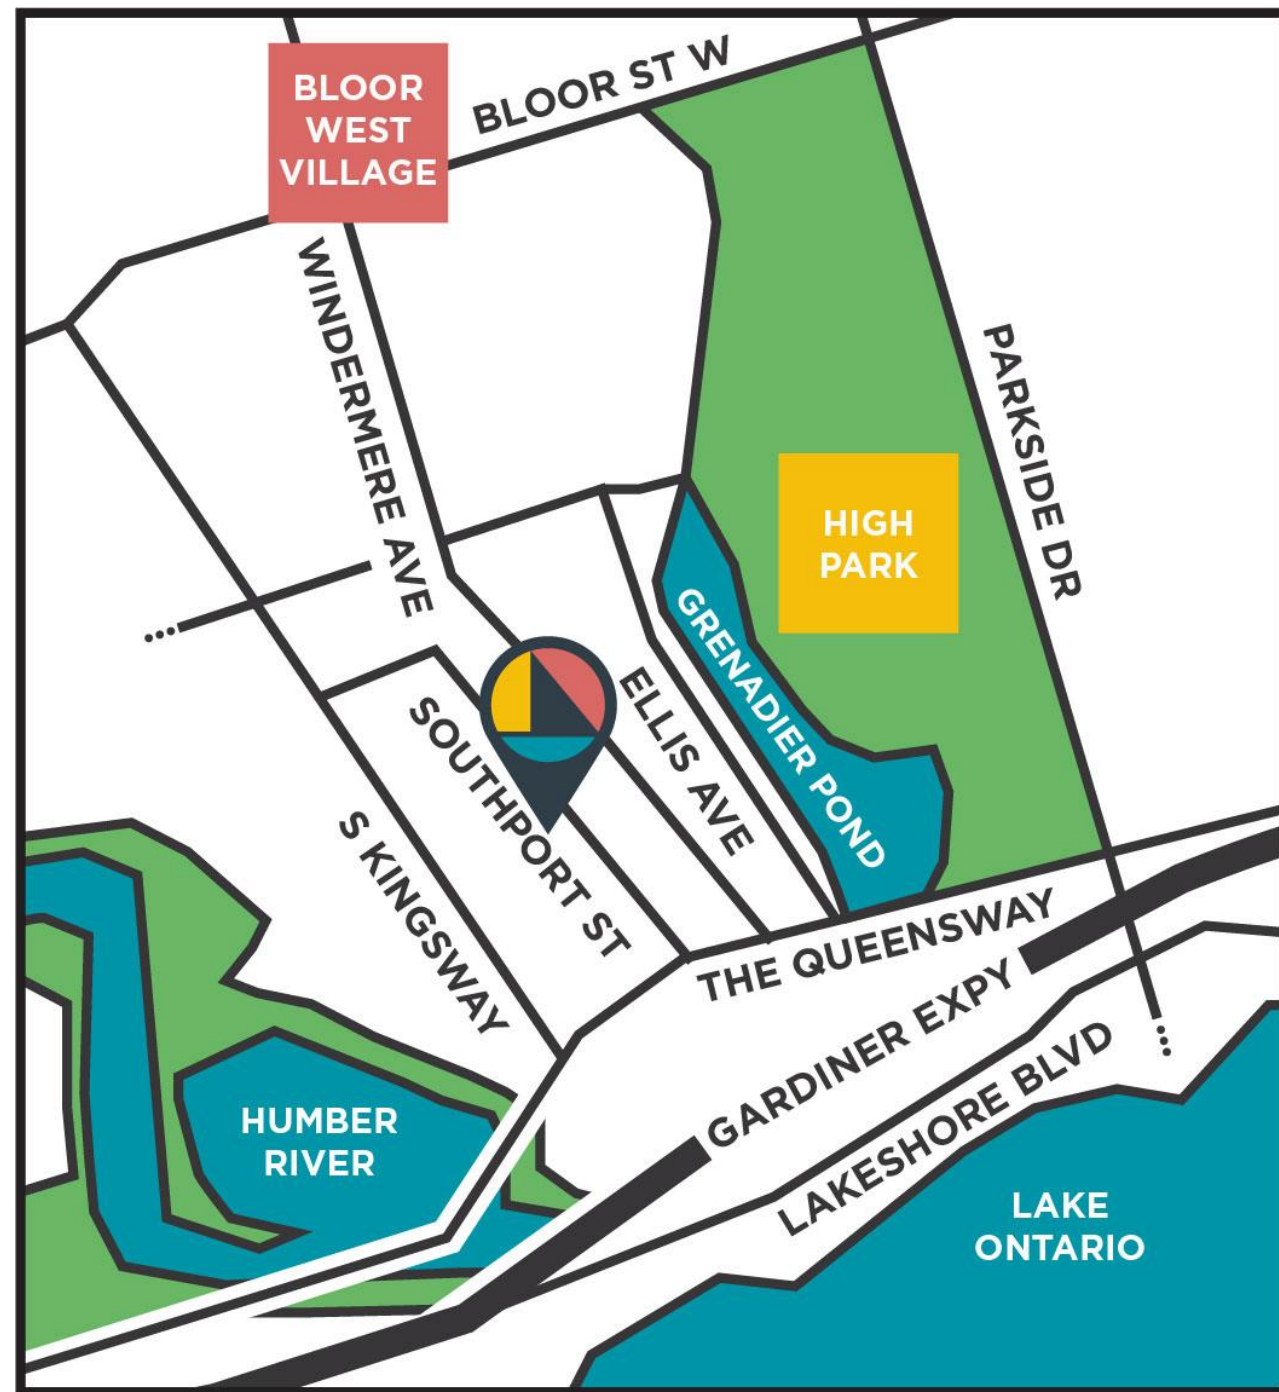 BLOOR
WEST
VILLAGE
BLOOR ST W
WINDERMERE AVE
PARKSIDE DR
HIGH
PARK
GRENADIER POND
ELLIS AVE
SOUTHPORT ST
S KINGSWAY
THE QUEENSWAY
GARDINER EXPY
LAKESHORE BLVD
HUMBER
RIVER
LAKE
ONTARIO